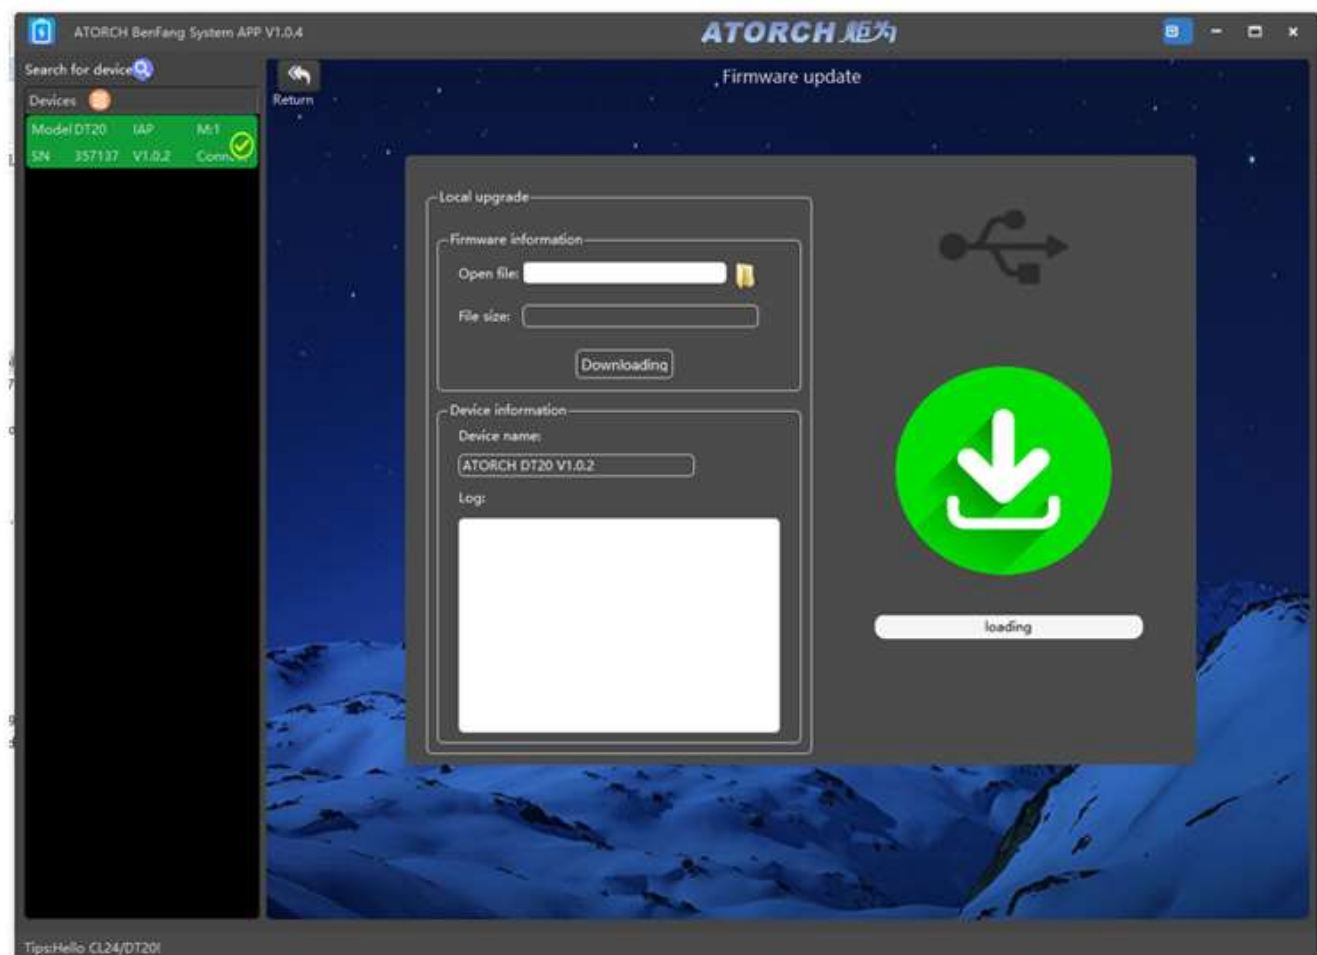 ATORCH BenFang System APP V1.0.4
ATORCH 炬为
Search for device
Devices
Model DT20 IAP M:1
SN 357137 V1.0.2
Return
Firmware update
Local upgrade
Firmware information
Open file:
File size:
Downloading
Device information
Device name:
ATORCH DT20 V1.0.2
Log:
loading
Tips:Hello CL24/DT20!